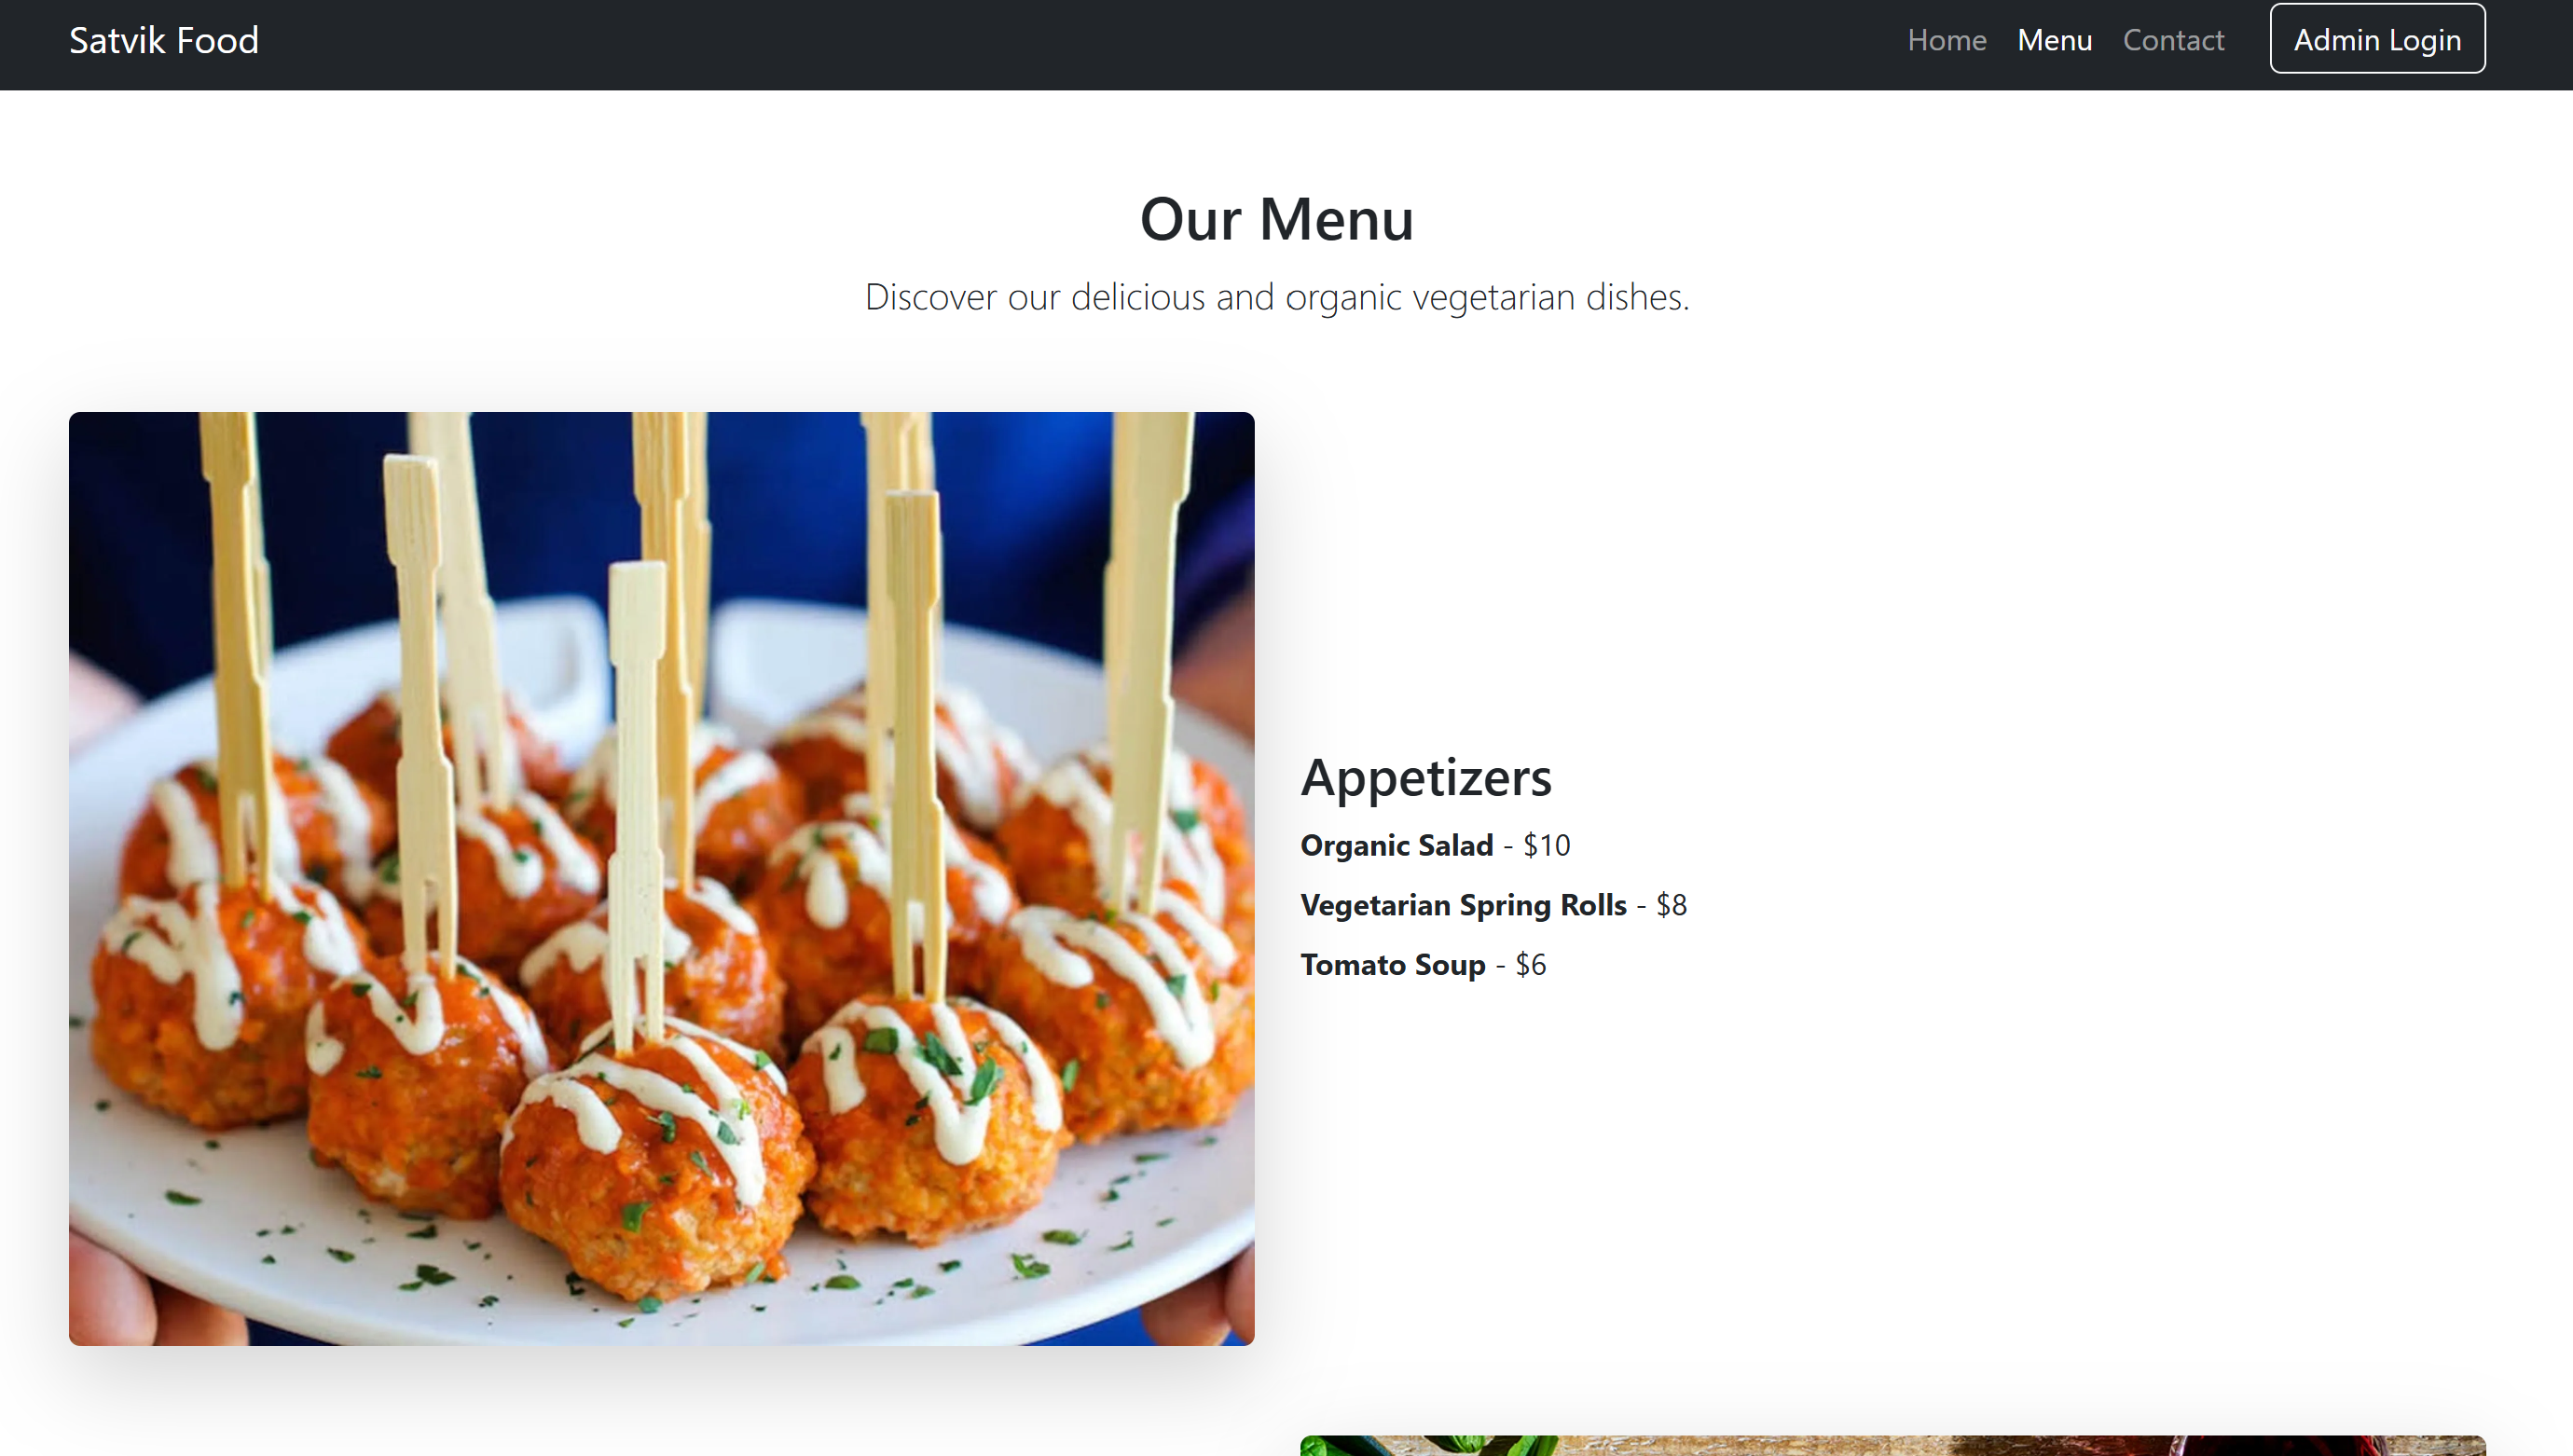 Satvik Food
Home Menu Contact Admin Login
Our Menu
Discover our delicious and organic vegetarian dishes.
Appetizers
Organic Salad - $10
Vegetarian Spring Rolls - $8
Tomato Soup - $6